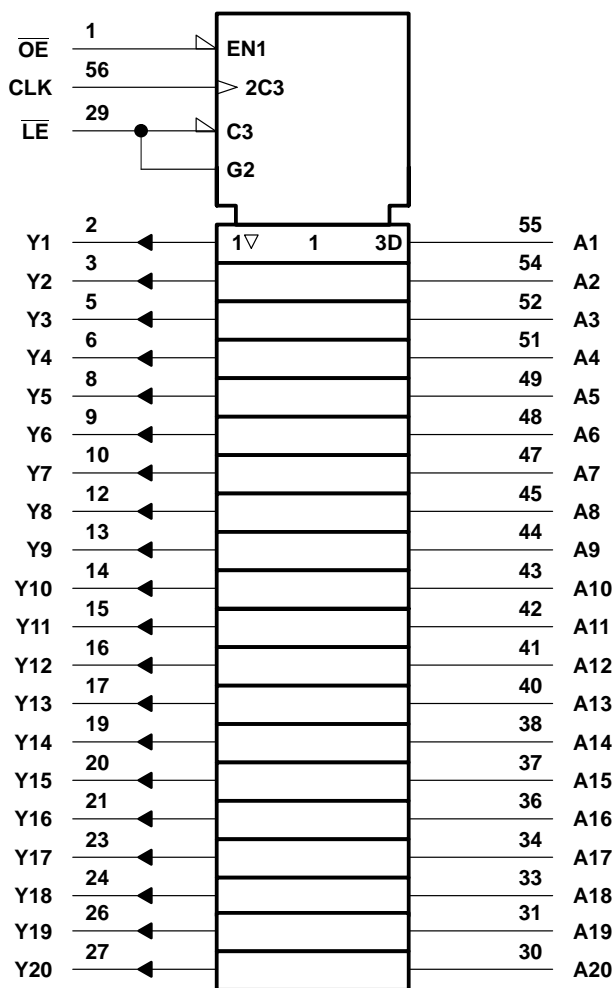 OE 1 EN1
CLK 56 2C3
LE 29 C3
G2
Y1 2 1▽ 1 3D 55 A1
Y2 3 54 A2
Y3 5 52 A3
Y4 6 51 A4
Y5 8 49 A5
Y6 9 48 A6
Y7 10 47 A7
Y8 12 45 A8
Y9 13 44 A9
Y10 14 43 A10
Y11 15 42 A11
Y12 16 41 A12
Y13 17 40 A13
Y14 19 38 A14
Y15 20 37 A15
Y16 21 36 A16
Y17 23 34 A17
Y18 24 33 A18
Y19 26 31 A19
Y20 27 30 A20